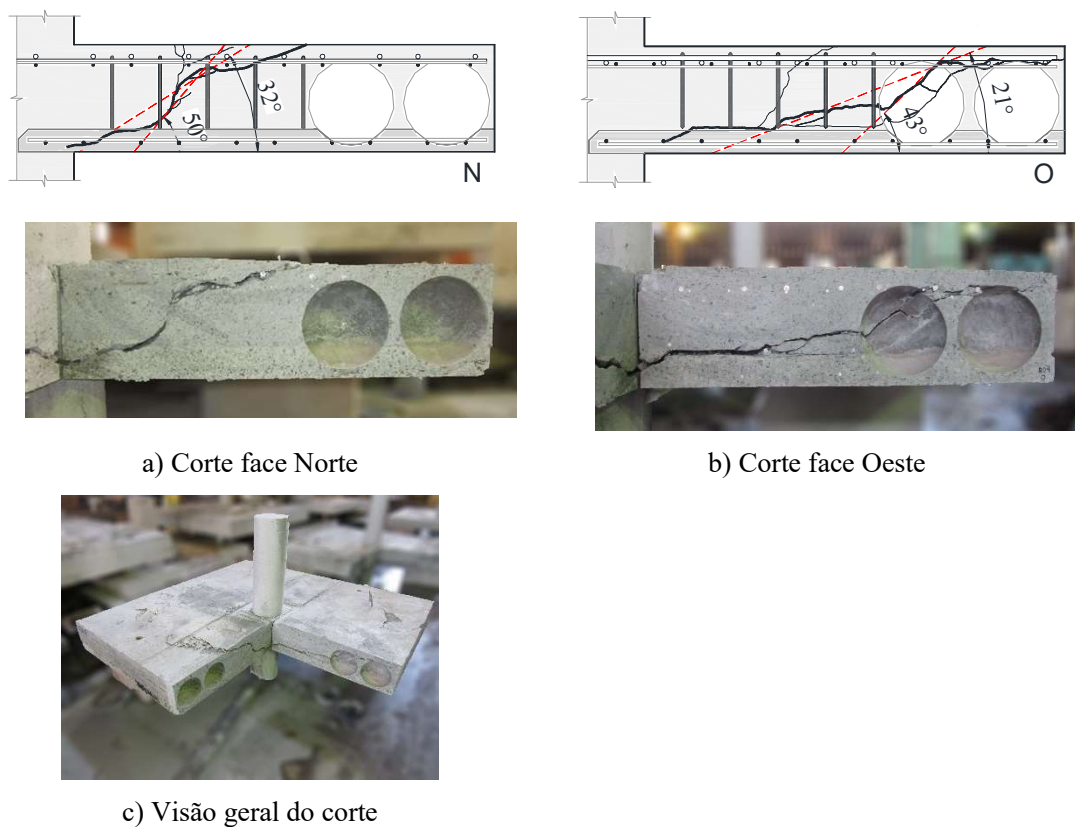 50°
32°
N
43°
21°
O
a) Corte face Norte
b) Corte face Oeste
c) Visão geral do corte